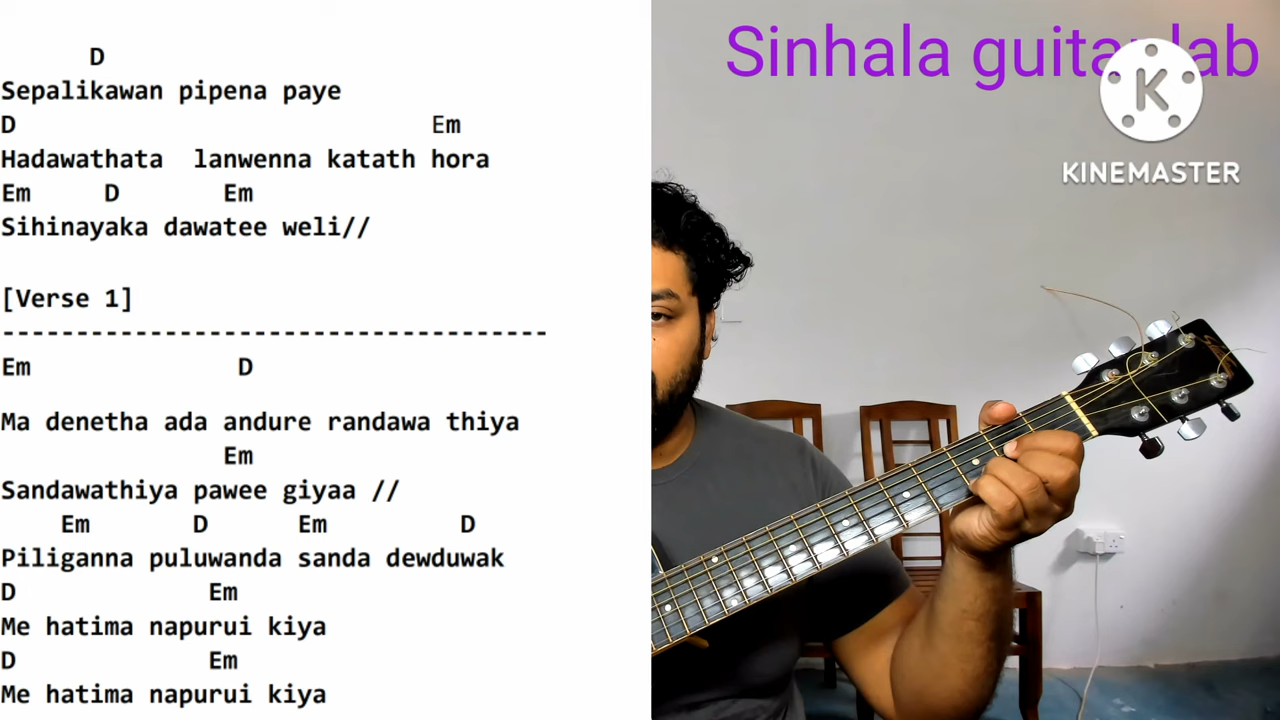 D
Sepalikawan pipena paye
D Em
Hadawathata lanwenna katath hora
Em D Em
Sihinayaka dawatee weli//
[Verse 1]
-------------------------------------
Em D
Ma denetha ada andure randawa thiya
Em
Sandawathiya pawee giyaa //
Em D Em D
Piliganna puluwanda sanda dewduwak
D Em
Me hatima napurui kiya
D Em
Me hatima napurui kiya
Sinhala guitar lab
K
KINEMASTER